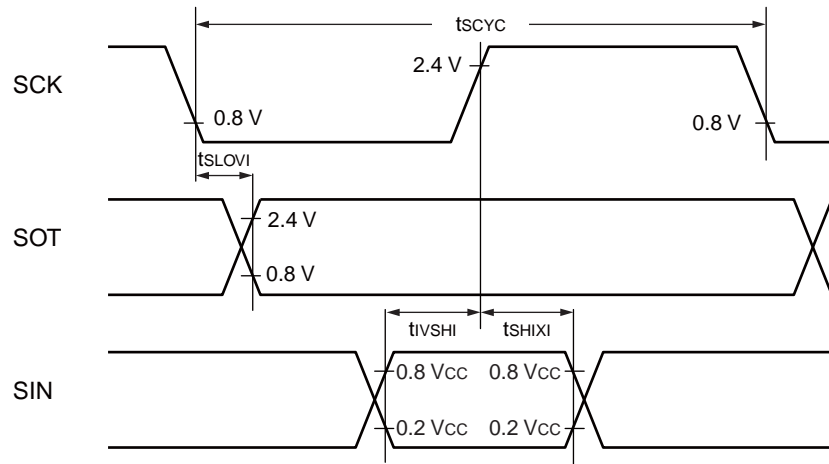 tSCYC
SCK
2.4 V
0.8 V
0.8 V
tSLOVI
SOT
2.4 V
0.8 V
tIVSHI
tSHIXI
SIN
0.8 VCC
0.8 VCC
0.2 VCC
0.2 VCC